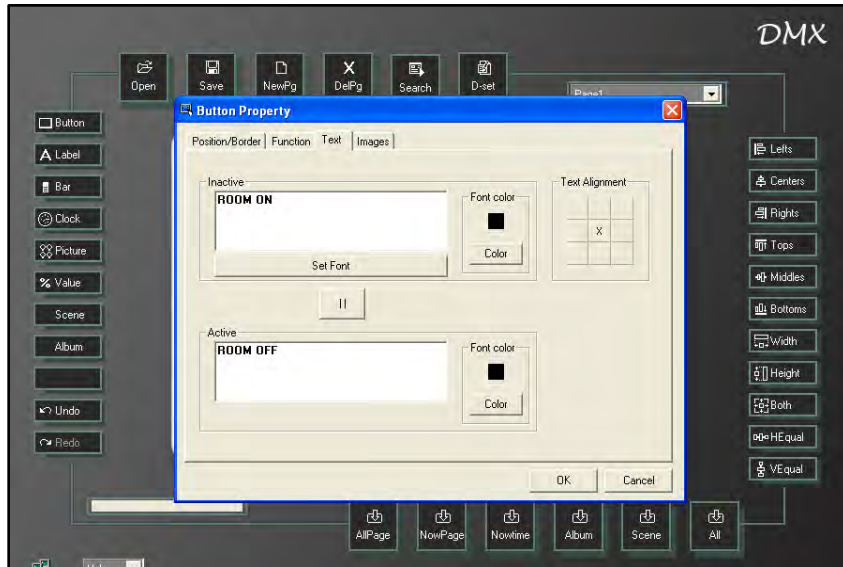 DMX
Open
Save
NewPg
DelPg
Search
D-set
Page1
Button
Label
Bar
Clock
Picture
Value
Scene
Album
Undo
Redo
Button Property
Position/Border
Function
Text
Images
Inactive
ROOM ON
Set Font
Font color
Color
Text Alignment
X
Active
ROOM OFF
Font color
Color
OK
Cancel
Lefts
Centers
Rights
Tops
Middles
Bottoms
Width
Height
Both
HEqual
VEqual
AllPage
NowPage
Nowtime
Album
Scene
All